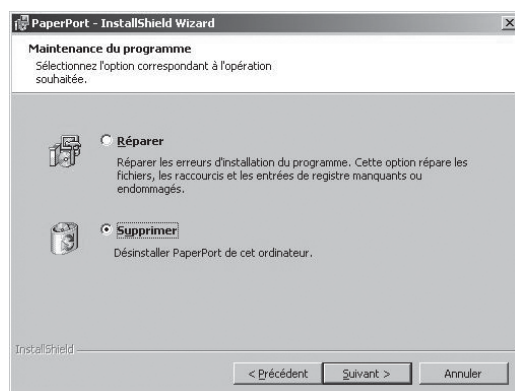 PaperPort - InstallShield Wizard
Maintenance du programme
Sélectionnez l'option correspondant à l'opération
souhaitée.
Réparer
Réparer les erreurs d'installation du programme. Cette option répare les
fichiers, les raccourcis et les entrées de registre manquants ou
endommagés.
Supprimer
Désinstaller PaperPort de cet ordinateur.
InstallShield
< Précédent Suivant > Annuler